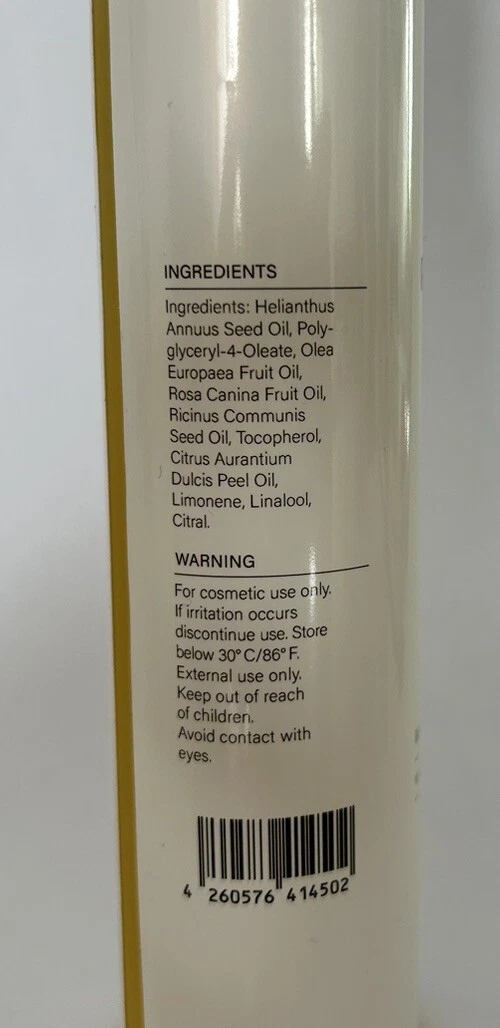 INGREDIENTS
Ingredients: Helianthus
Annuus Seed Oil, Poly-
glyceryl-4-Oleate, Olea
Europaea Fruit Oil,
Rosa Canina Fruit Oil,
Ricinus Communis
Seed Oil, Tocopherol,
Citrus Aurantium
Dulcis Peel Oil,
Limonene, Linalool,
Citral.
WARNING
For cosmetic use only.
If irritation occurs
discontinue use. Store
below 30° C/86° F.
External use only.
Keep out of reach
of children.
Avoid contact with
eyes.
4 260576 414502